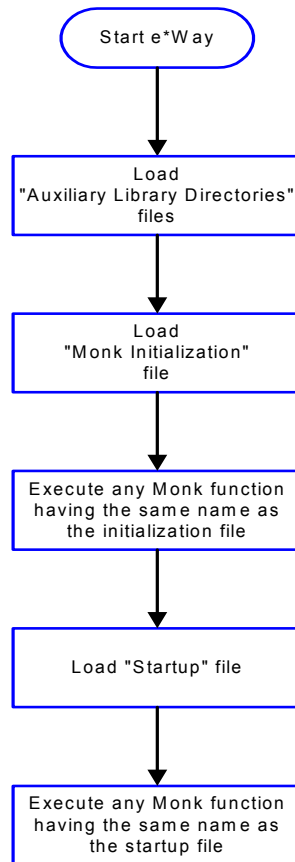 Start e*Way
Load
"Auxiliary Library Directories"
files
Load
"Monk Initialization"
file
Execute any Monk function
having the same name as
the initialization file
Load "Startup" file
Execute any Monk function
having the same name as
the startup file